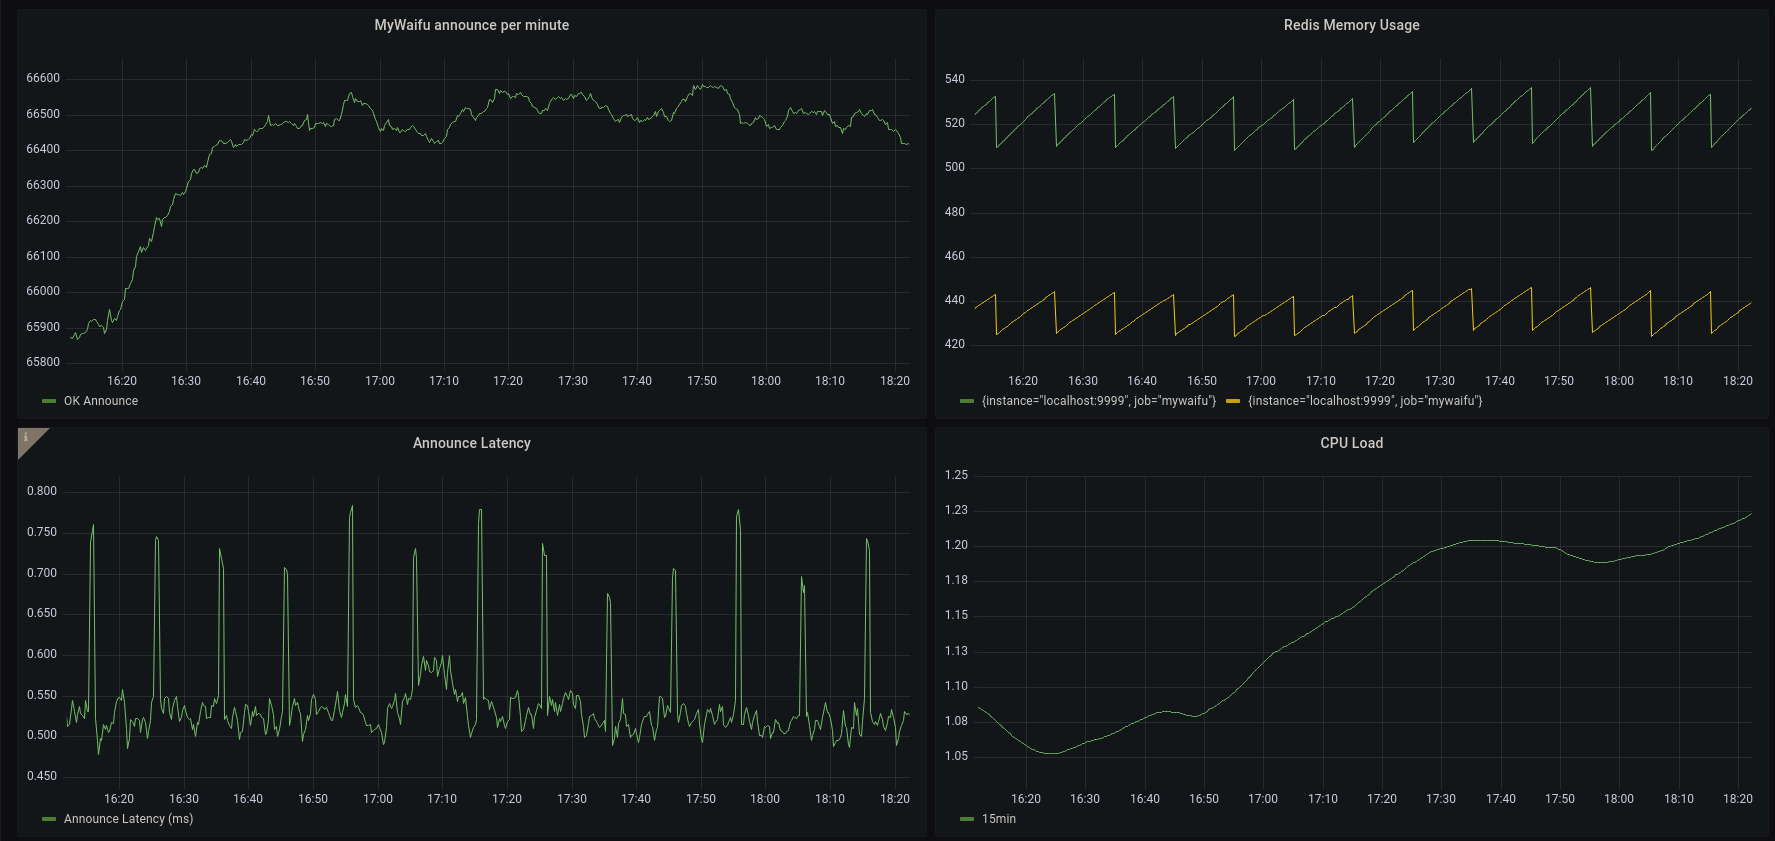 MyWaifu announce per minute
66600
66500
66400
66300
66200
66100
66000
65900
65800
16:20 16:30 16:40 16:50 17:00 17:10 17:20 17:30 17:40 17:50 18:00 18:10 18:20
OK Announce
Redis Memory Usage
540
520
500
480
460
440
420
16:20 16:30 16:40 16:50 17:00 17:10 17:20 17:30 17:40 17:50 18:00 18:10 18:20
{instance="localhost:9999", job="mywaifu"} {instance="localhost:9999", job="mywaifu"}
i
Announce Latency
0.800
0.750
0.700
0.650
0.600
0.550
0.500
0.450
16:20 16:30 16:40 16:50 17:00 17:10 17:20 17:30 17:40 17:50 18:00 18:10 18:20
Announce Latency (ms)
CPU Load
1.25
1.23
1.20
1.18
1.15
1.13
1.10
1.08
1.05
16:20 16:30 16:40 16:50 17:00 17:10 17:20 17:30 17:40 17:50 18:00 18:10 18:20
15min